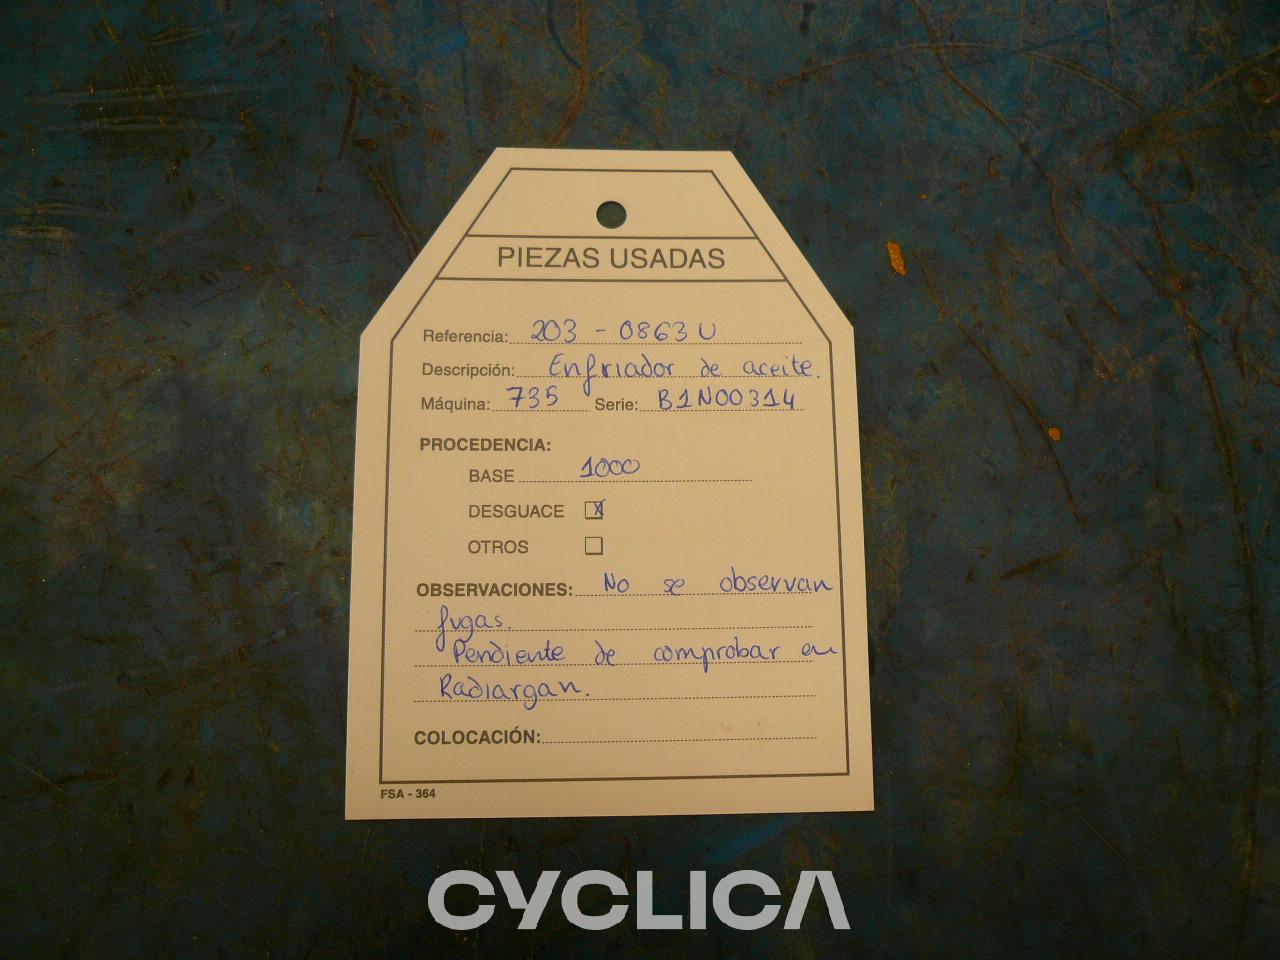 PIEZAS USADAS
Referencia: 203 - 0863 U
Descripción: Enfriador de aceite.
Máquina: 735 Serie: B1N00314
PROCEDENCIA:
BASE 1000
DESGUACE X
OTROS
OBSERVACIONES: No se observan
fugas.
Pendiente de comprobar en
Radiargan.
COLOCACIÓN:
FSA - 364
CYCLICA